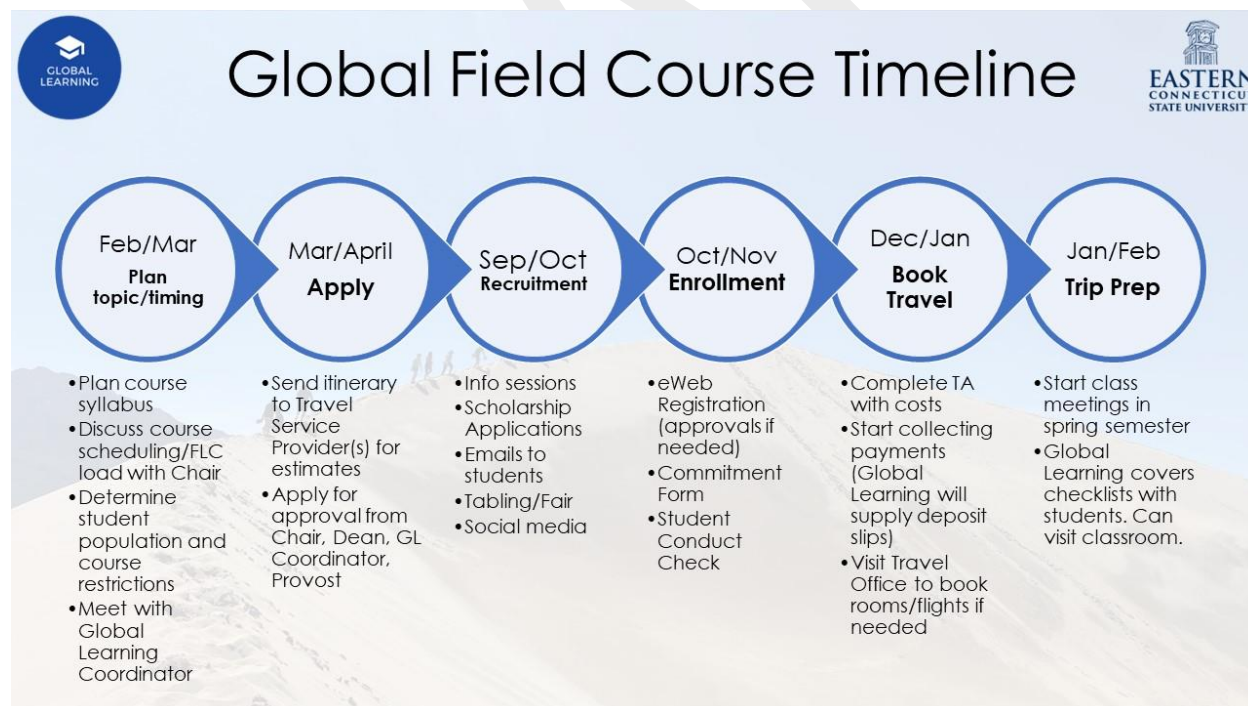 GLOBAL
LEARNING
Global Field Course Timeline
EASTERN
CONNECTICU
STATE UNIVERSIT
Feb/Mar
Plan
topic/timing
•Plan course
syllabus
•Discuss course
scheduling/FLC
load with Chair
•Determine
student
population and
course
restrictions
•Meet with
Global
Learning
Coordinator
Mar/April
Apply
•Send itinerary
to Travel
Service
Provider(s) for
estimates
•Apply for
approval from
Chair, Dean, GL
Coordinator,
Provost
Sep/Oct
Recruitment
•Info sessions
•Scholarship
Applications
•Emails to
students
•Tabling/Fair
•Social media
Oct/Nov
Enrollment
•eWeb
Registration
(approvals if
needed)
•Commitment
Form
•Student
Conduct
Check
Dec/Jan
Book
Travel
•Complete TA
with costs
•Start collecting
payments
(Global
Learning will
supply deposit
slips)
•Visit Travel
Office to book
rooms/flights if
needed
Jan/Feb
Trip Prep
•Start class
meetings in
spring semester
•Global
Learning covers
checklists with
students. Can
visit classroom.